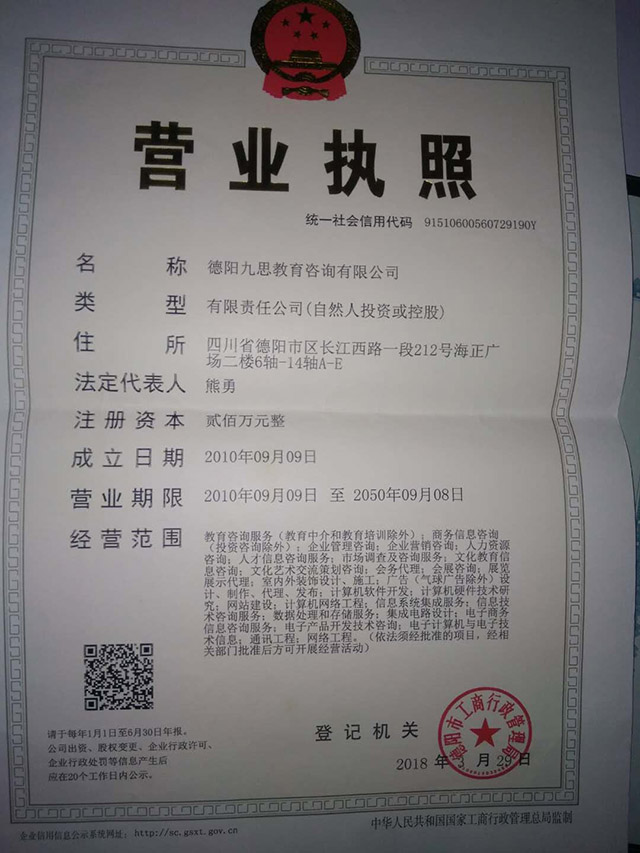 营业执照
统一社会信用代码 91510600560729190Y
名称 德阳九思教育咨询有限公司
类型 有限责任公司(自然人投资或控股)
住所 四川省德阳市区长江西路一段212号海正广
场二楼6轴-14轴A-E
法定代表人 熊勇
注册资本 贰佰万元整
成立日期 2010年09月09日
营业期限 2010年09月09日 至 2050年09月08日
经营范围 教育咨询服务（教育中介和教育培训除外）；商务信息咨询
（投资咨询除外）；企业管理咨询；企业营销咨询；人力资源
咨询；人才信息咨询服务；市场调查及咨询服务；文化教育信
息咨询；文化艺术交流策划咨询；会务代理；会展咨询；展览
展示代理；室内外装饰设计、施工；广告（气球广告除外）设
计、制作、代理、发布；计算机软件开发；计算机硬件技术研
究；网站建设；计算机网络工程；信息系统集成服务；信息技
术咨询服务；数据处理和存储服务；集成电路设计；电子商务
信息咨询服务；电子产品开发技术咨询；电子计算机与电子技
术信息；通讯工程；网络工程。（依法须经批准的项目，经相
关部门批准后方可开展经营活动）
请于每年1月1日至6月30日年报。
公司出资、股权变更、企业行政许可、
企业行政处罚等信息产生后
应在20个工作日内公示。
登记机关
德阳市工商行政管理局
2018 年 月 29 日
企业信用信息公示系统网址：http://sc.gsxt.gov.cn
中华人民共和国国家工商行政管理总局监制